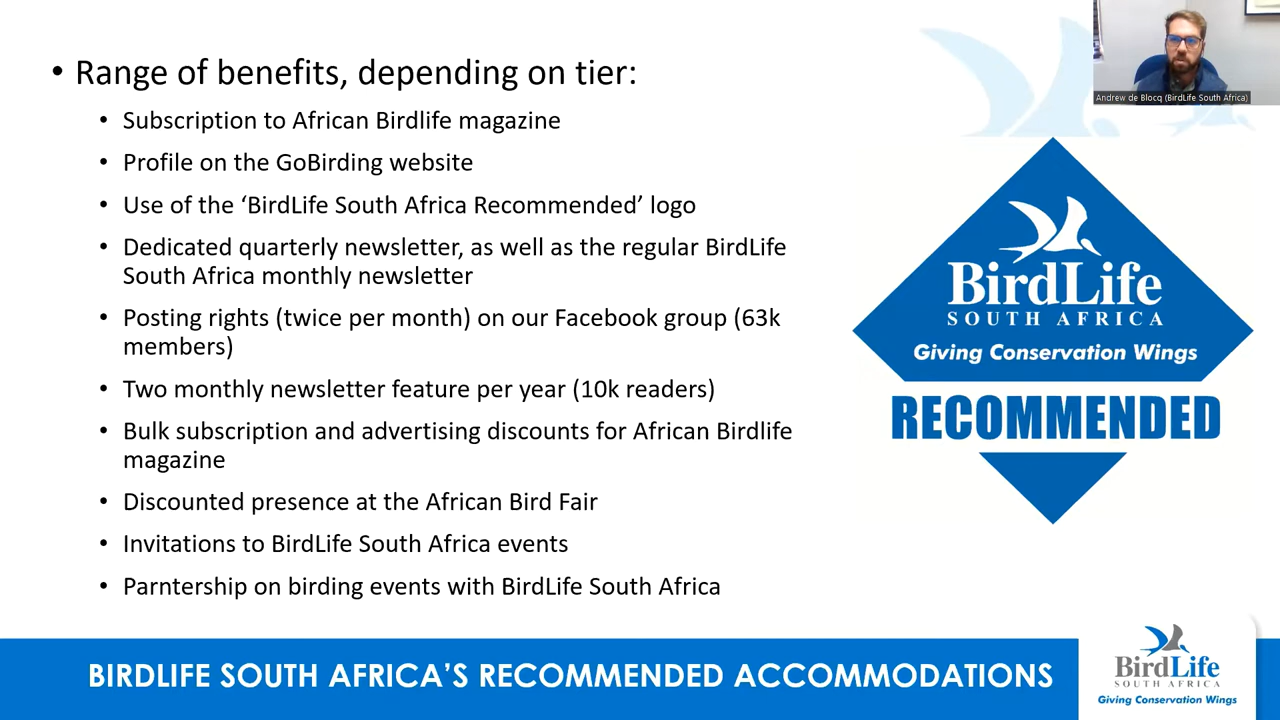 • Range of benefits, depending on tier:
• Subscription to African Birdlife magazine
• Profile on the GoBirding website
• Use of the ‘BirdLife South Africa Recommended’ logo
• Dedicated quarterly newsletter, as well as the regular BirdLife
South Africa monthly newsletter
• Posting rights (twice per month) on our Facebook group (63k
members)
• Two monthly newsletter feature per year (10k readers)
• Bulk subscription and advertising discounts for African Birdlife
magazine
• Discounted presence at the African Bird Fair
• Invitations to BirdLife South Africa events
• Parntership on birding events with BirdLife South Africa
Andrew de Blocq (BirdLife South Africa)
BirdLife
SOUTH AFRICA
Giving Conservation Wings
RECOMMENDED
BIRDLIFE SOUTH AFRICA’S RECOMMENDED ACCOMMODATIONS
BirdLife
SOUTH AFRICA
Giving Conservation Wings